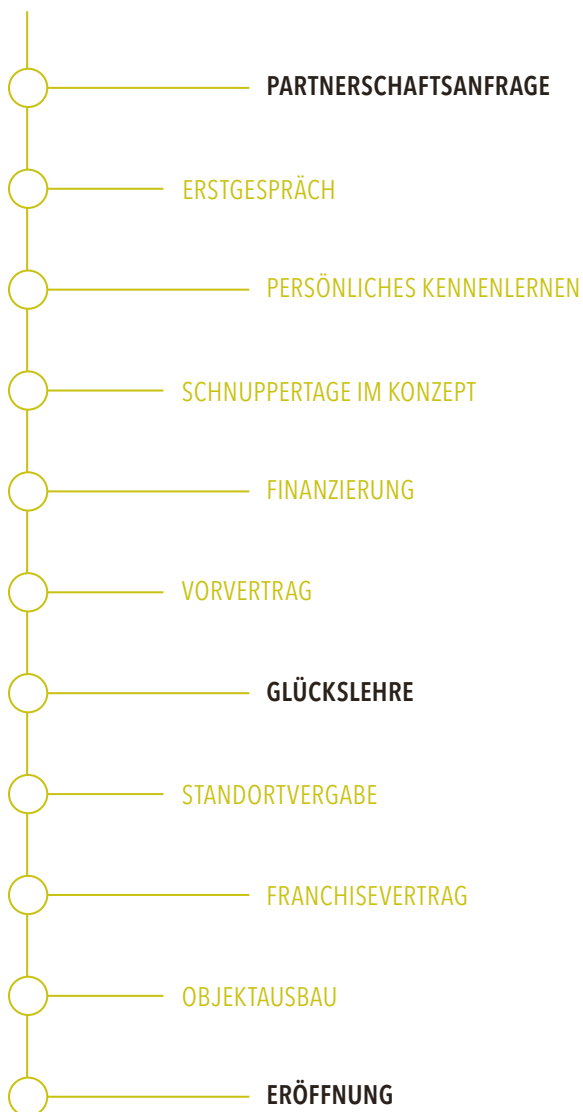 PARTNERSCHAFTSANFRAGE
ERSTGESPRÄCH
PERSÖNLICHES KENNENLERNEN
SCHNUPPERTAGE IM KONZEPT
FINANZIERUNG
VORVERTRAG
GLÜCKSLEHRE
STANDORTVERGABE
FRANCHISEVERTRAG
OBJEKTAUSBAU
ERÖFFNUNG